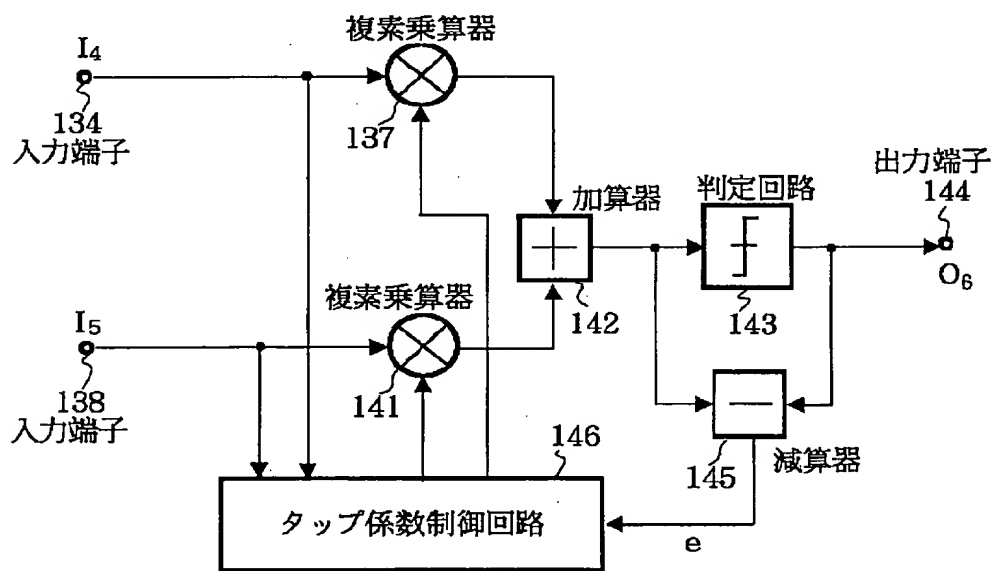 複素乗算器
I₄
134
入力端子
137
出力端子
144
判定回路
加算器
O₆
複素乗算器
142
143
I₅
138
入力端子
141
146
145
減算器
タップ係数制御回路
e